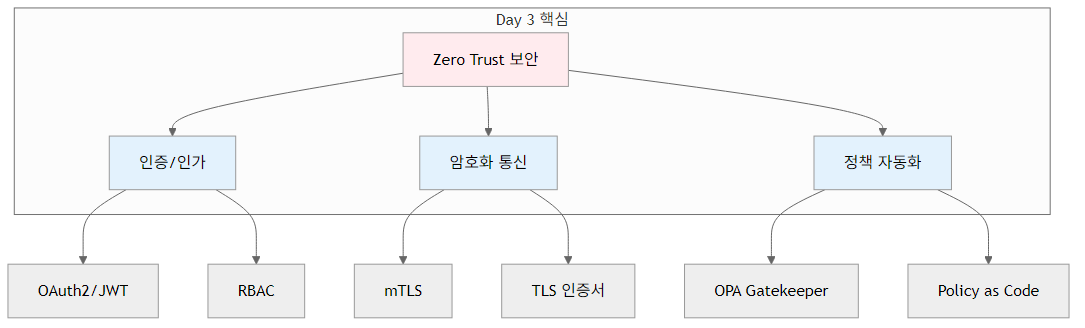 Day 3 핵심
Zero Trust 보안
인증/인가
암호화 통신
정책 자동화
OAuth2/JWT
RBAC
mTLS
TLS 인증서
OPA Gatekeeper
Policy as Code